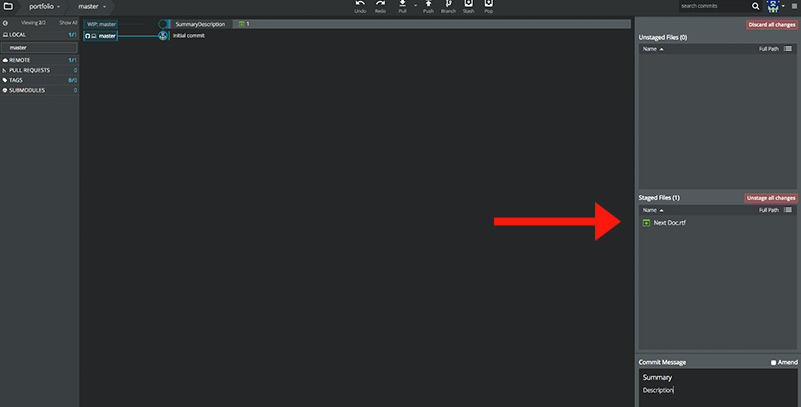 portfolio master
Undo Redo Pull Push Branch Stash Pop
search commits
Viewing 2/2 Show All
LOCAL 1/1
master
REMOTE 1/1
PULL REQUESTS 0
TAGS 0/0
SUBMODULES 0
WIP: master SummaryDescription 1
master Initial commit
Discard all changes
Unstaged Files (0)
Name Full Path
Staged Files (1) Unstage all changes
Name Full Path
Next Doc.rtf
Commit Message Amend
Summary
Description